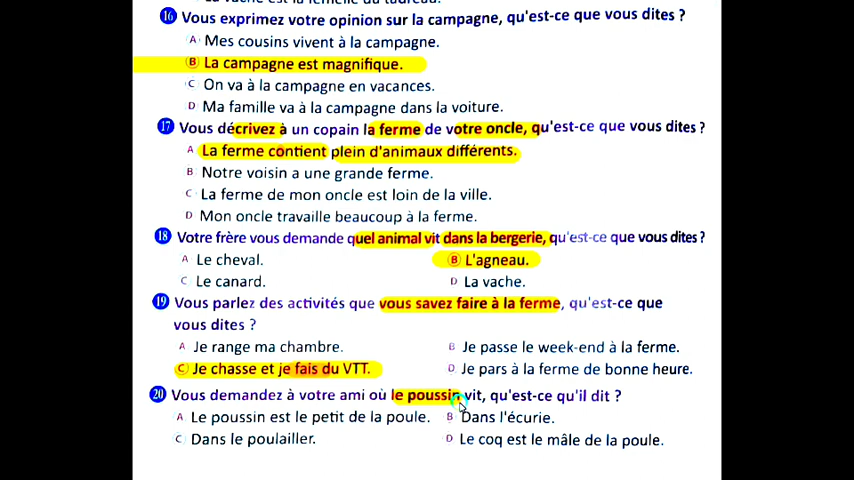 La vache est la femelle du taureau.
16 Vous exprimez votre opinion sur la campagne, qu'est-ce que vous dites ?
A Mes cousins vivent à la campagne.
B La campagne est magnifique.
C On va à la campagne en vacances.
D Ma famille va à la campagne dans la voiture.
17 Vous décrivez à un copain la ferme de votre oncle, qu'est-ce que vous dites ?
A La ferme contient plein d'animaux différents.
B Notre voisin a une grande ferme.
C La ferme de mon oncle est loin de la ville.
D Mon oncle travaille beaucoup à la ferme.
18 Votre frère vous demande quel animal vit dans la bergerie, qu'est-ce que vous dites ?
A Le cheval. B L'agneau.
C Le canard. D La vache.
19 Vous parlez des activités que vous savez faire à la ferme, qu'est-ce que
vous dites ?
A Je range ma chambre. B Je passe le week-end à la ferme.
C Je chasse et je fais du VTT. D Je pars à la ferme de bonne heure.
20 Vous demandez à votre ami où le poussin vit, qu'est-ce qu'il dit ?
A Le poussin est le petit de la poule. B Dans l'écurie.
C Dans le poulailler. D Le coq est le mâle de la poule.